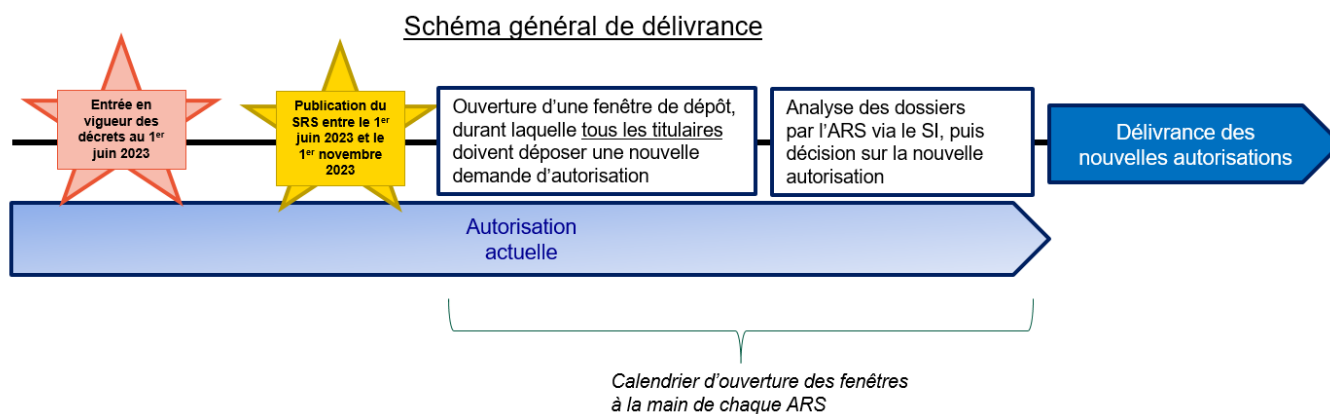 Schéma général de délivrance
Entrée en
vigueur des
décrets au 1er
juin 2023
Publication du
SRS entre le 1er
juin 2023 et le
1er novembre
2023
Ouverture d’une fenêtre de dépôt,
durant laquelle tous les titulaires
doivent déposer une nouvelle
demande d’autorisation
Analyse des dossiers
par l’ARS via le SI, puis
décision sur la nouvelle
autorisation
Délivrance des
nouvelles autorisations
Autorisation
actuelle
Calendrier d’ouverture des fenêtres
à la main de chaque ARS